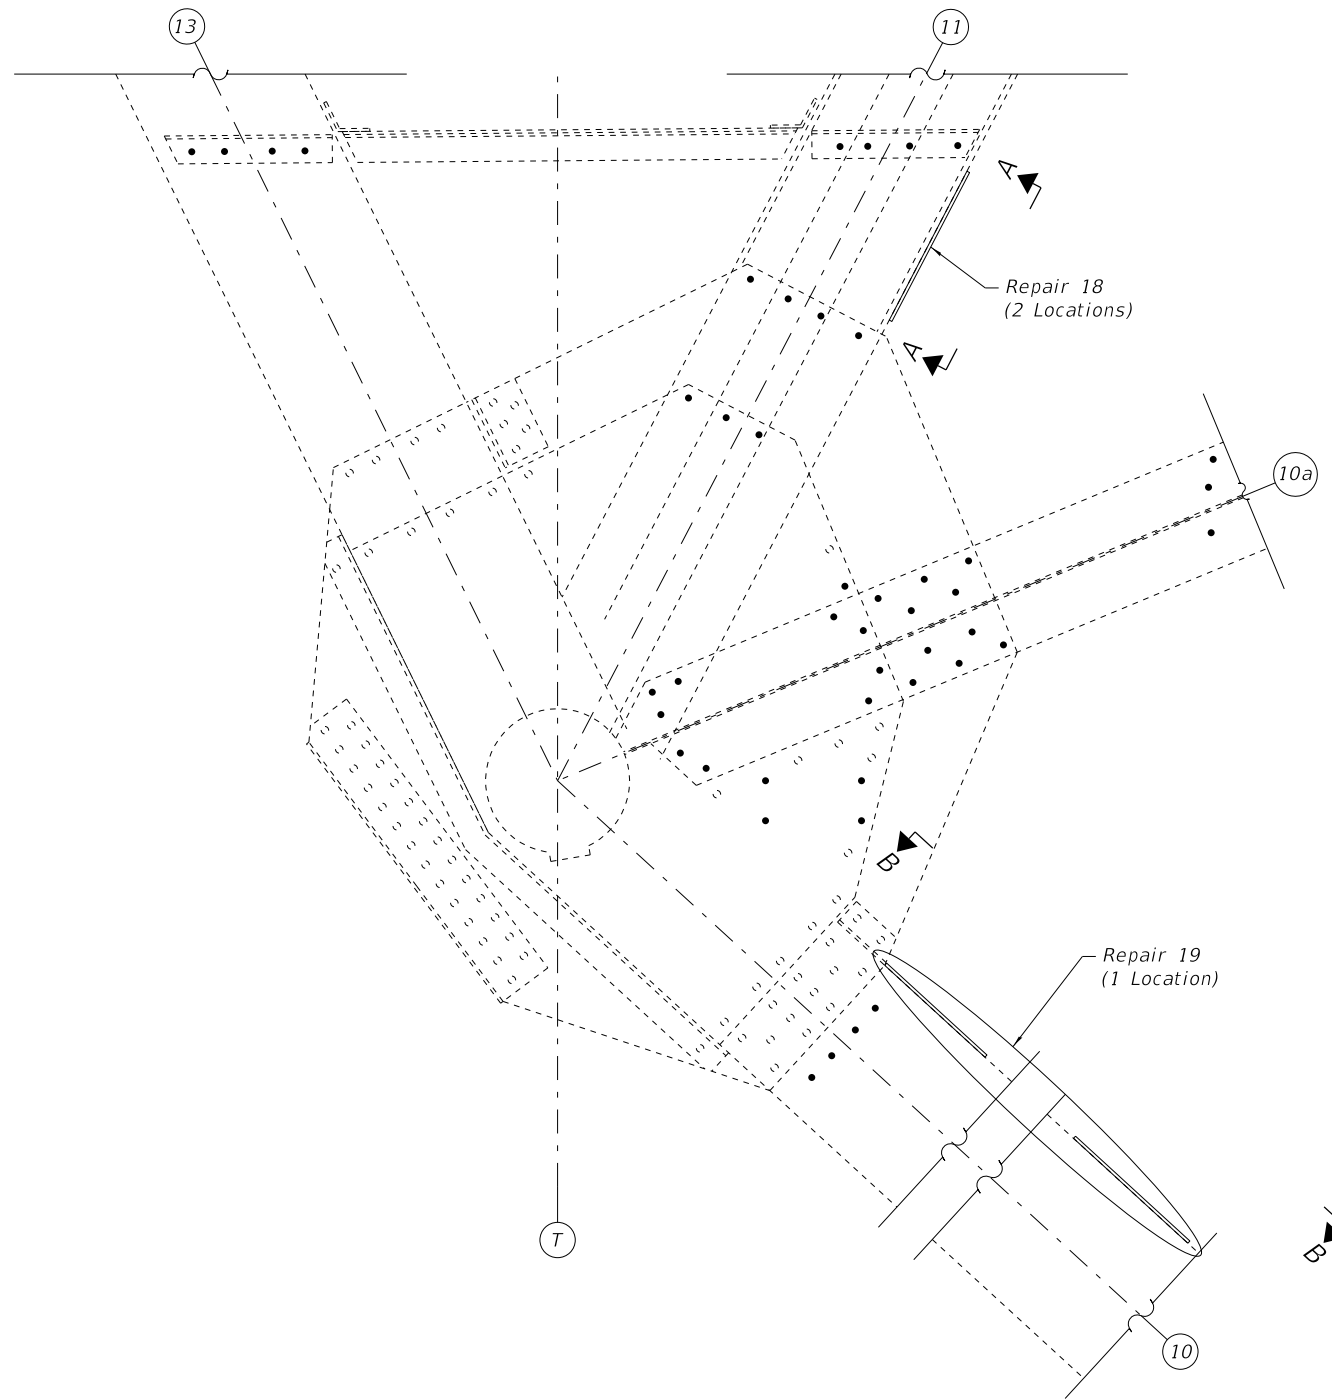 13
11
A
Repair 18
(2 Locations)
A
10a
B
Repair 19
(1 Location)
T
B
10